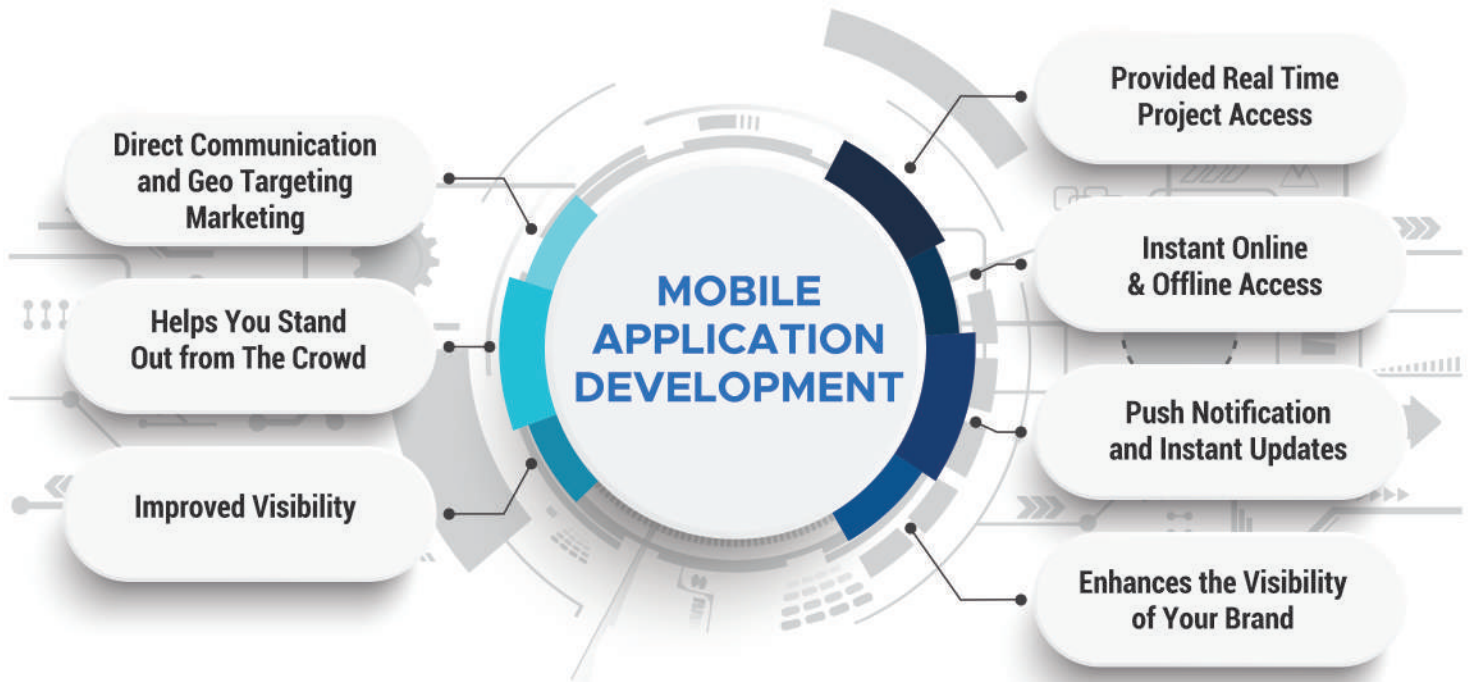 Direct Communication
and Geo Targeting
Marketing
Helps You Stand
Out from The Crowd
Improved Visibility
MOBILE
APPLICATION
DEVELOPMENT
Provided Real Time
Project Access
Instant Online
& Offline Access
Push Notification
and Instant Updates
Enhances the Visibility
of Your Brand